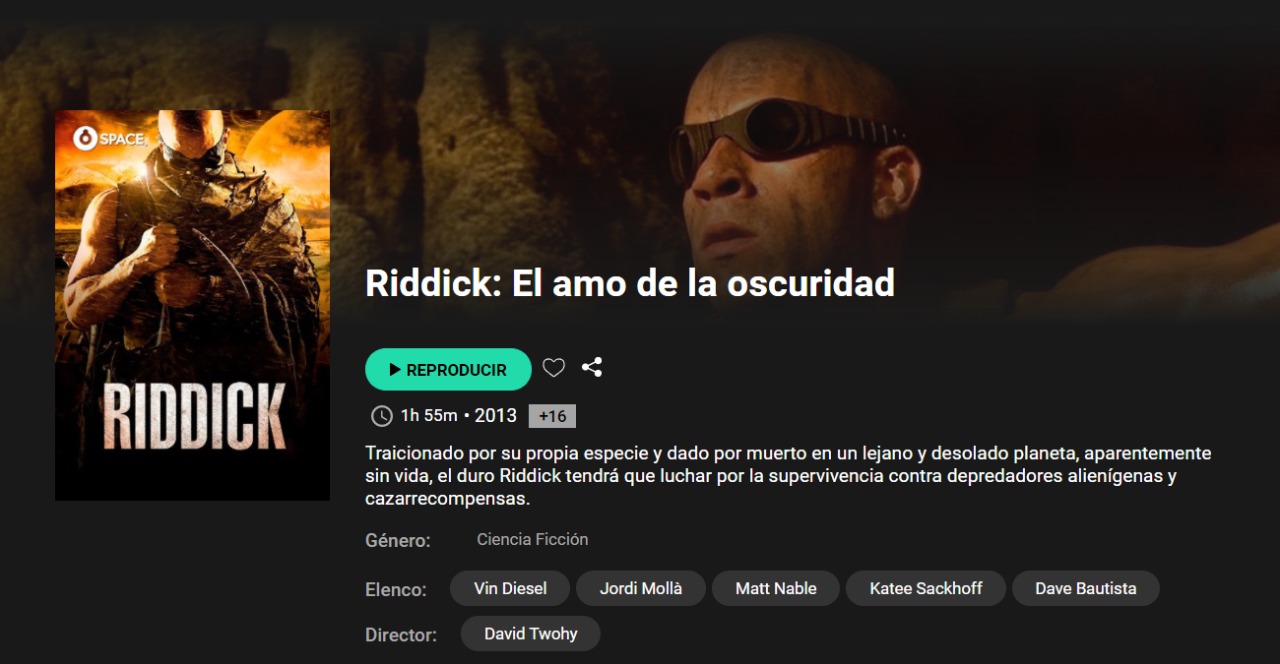 SPACE
RIDDICK
Riddick: El amo de la oscuridad
REPRODUCIR
1h 55m • 2013 +16
Traicionado por su propia especie y dado por muerto en un lejano y desolado planeta, aparentemente
sin vida, el duro Riddick tendrá que luchar por la supervivencia contra depredadores alienígenas y
cazarrecompensas.
Género: Ciencia Ficción
Elenco: Vin Diesel Jordi Mollà Matt Nable Katee Sackhoff Dave Bautista
Director: David Twohy